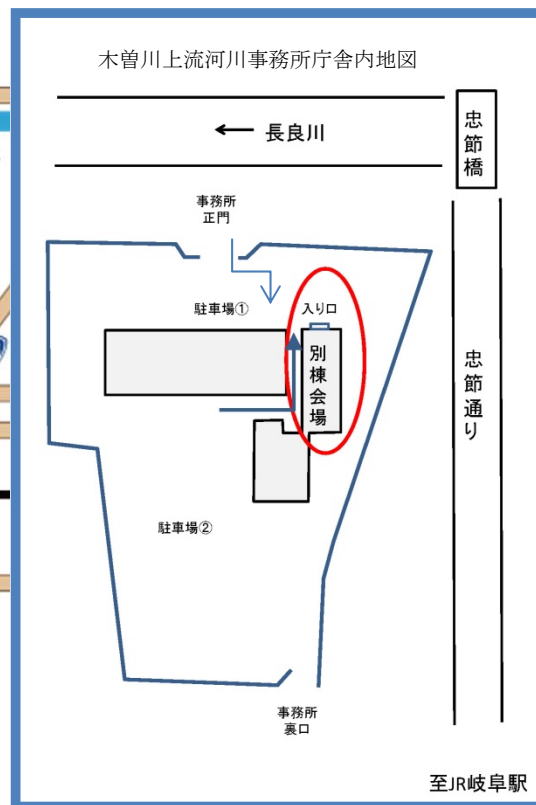 木曽川上流河川事務所庁舎内地図
← 長良川
忠節橋
事務所
正門
駐車場①
入り口
別棟会場
忠節通り
駐車場②
事務所
裏口
至JR岐阜駅